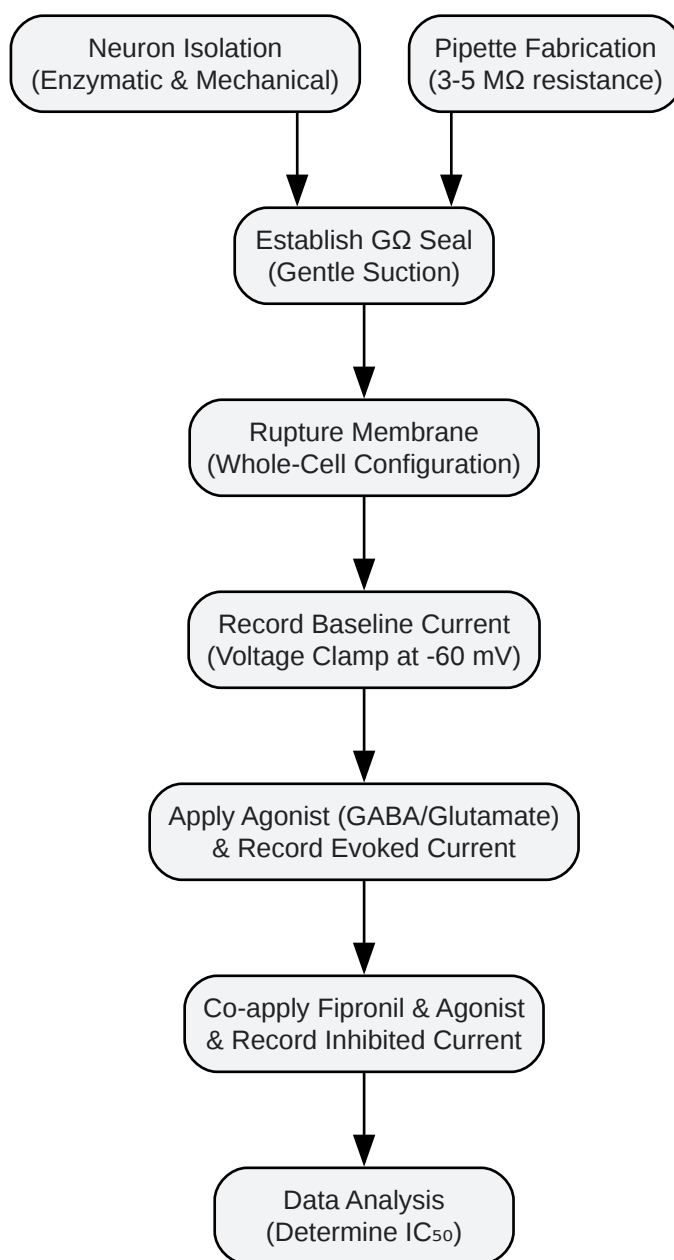 Neuron Isolation
(Enzymatic & Mechanical)
Pipette Fabrication
(3-5 MΩ resistance)
Establish GΩ Seal
(Gentle Suction)
Rupture Membrane
(Whole-Cell Configuration)
Record Baseline Current
(Voltage Clamp at -60 mV)
Apply Agonist (GABA/Glutamate)
& Record Evoked Current
Co-apply Fipronil & Agonist
& Record Inhibited Current
Data Analysis
(Determine IC₅₀)